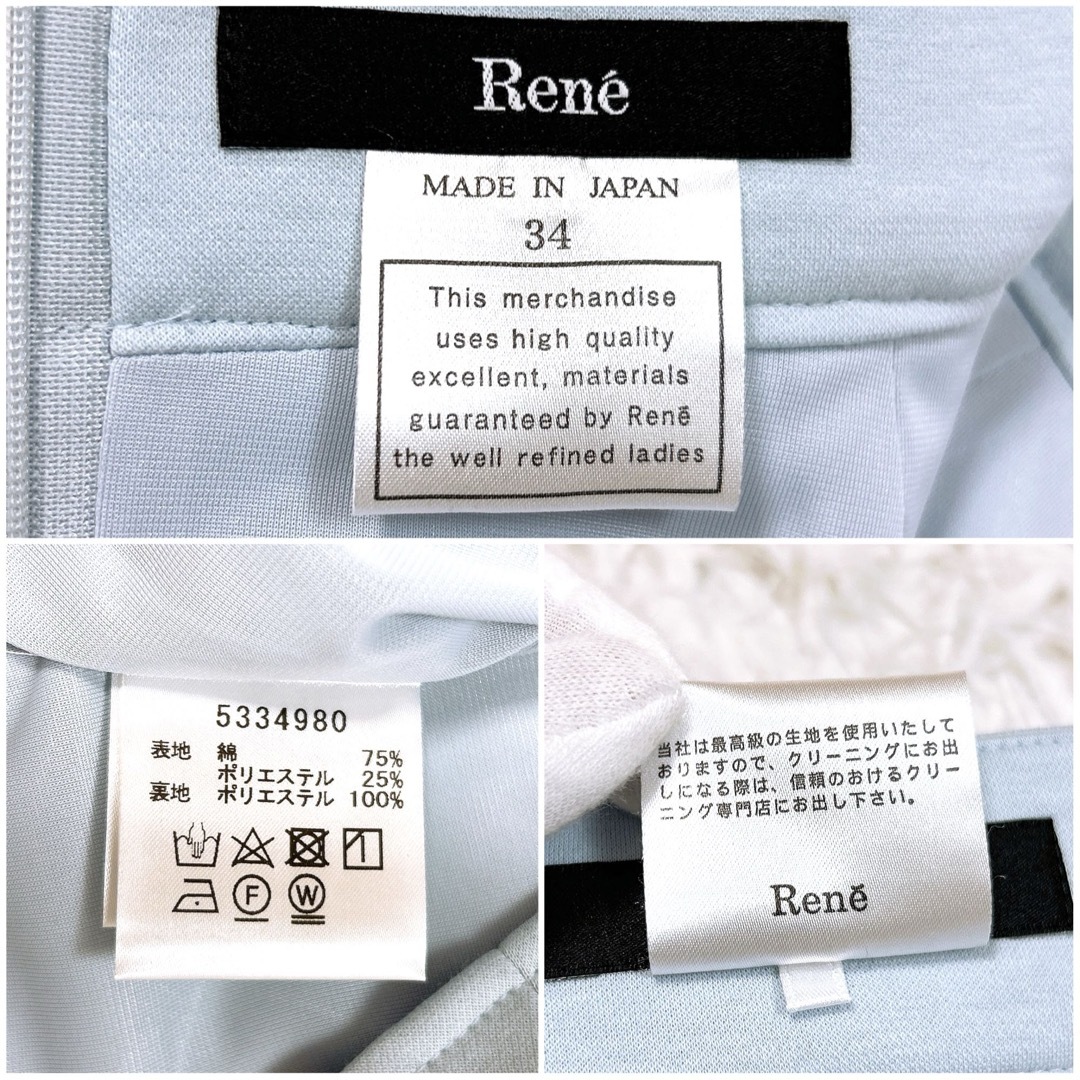 René
MADE IN JAPAN
34
This merchandise
uses high quality
excellent, materials
guaranteed by René
the well refined ladies
5334980
表地 綿 75%
ポリエステル 25%
裏地 ポリエステル 100%
F W
当社は最高級の生地を使用いたして
おりますので、クリーニングにお出
しになる際は、信頼のおけるクリー
ニング専門店にお出し下さい。
René